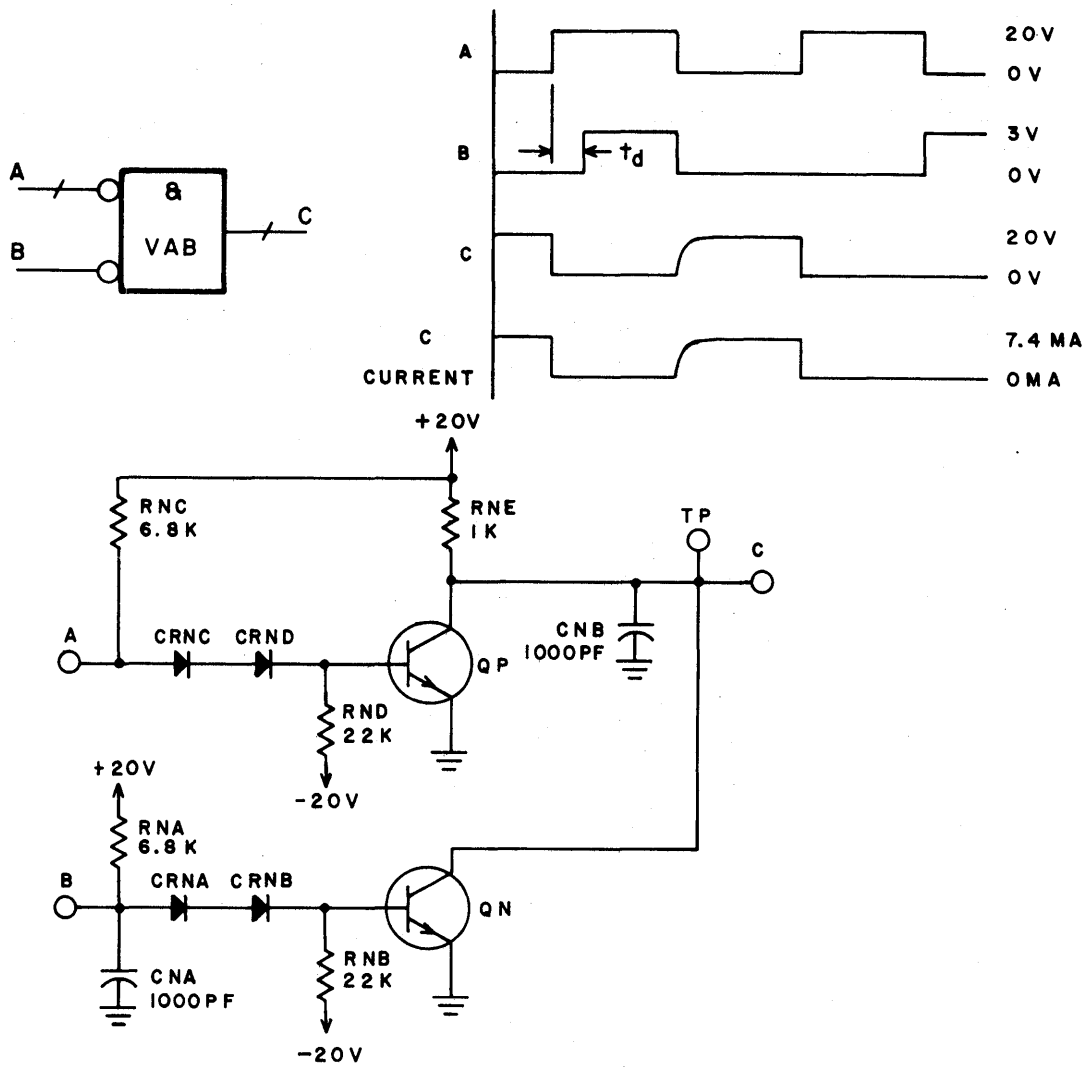 A
&
VAB
B
C
A
20V
0V
B
td
3V
0V
C
20V
0V
C
CURRENT
7.4 MA
0MA
+20V
RNC
6.8K
RNE
1K
TP
C
A
CRNC
CRND
QP
CNB
1000PF
RND
22K
-20V
+20V
RNA
6.8K
B
CRNA
CRNB
QN
CNA
1000PF
RNB
22K
-20V